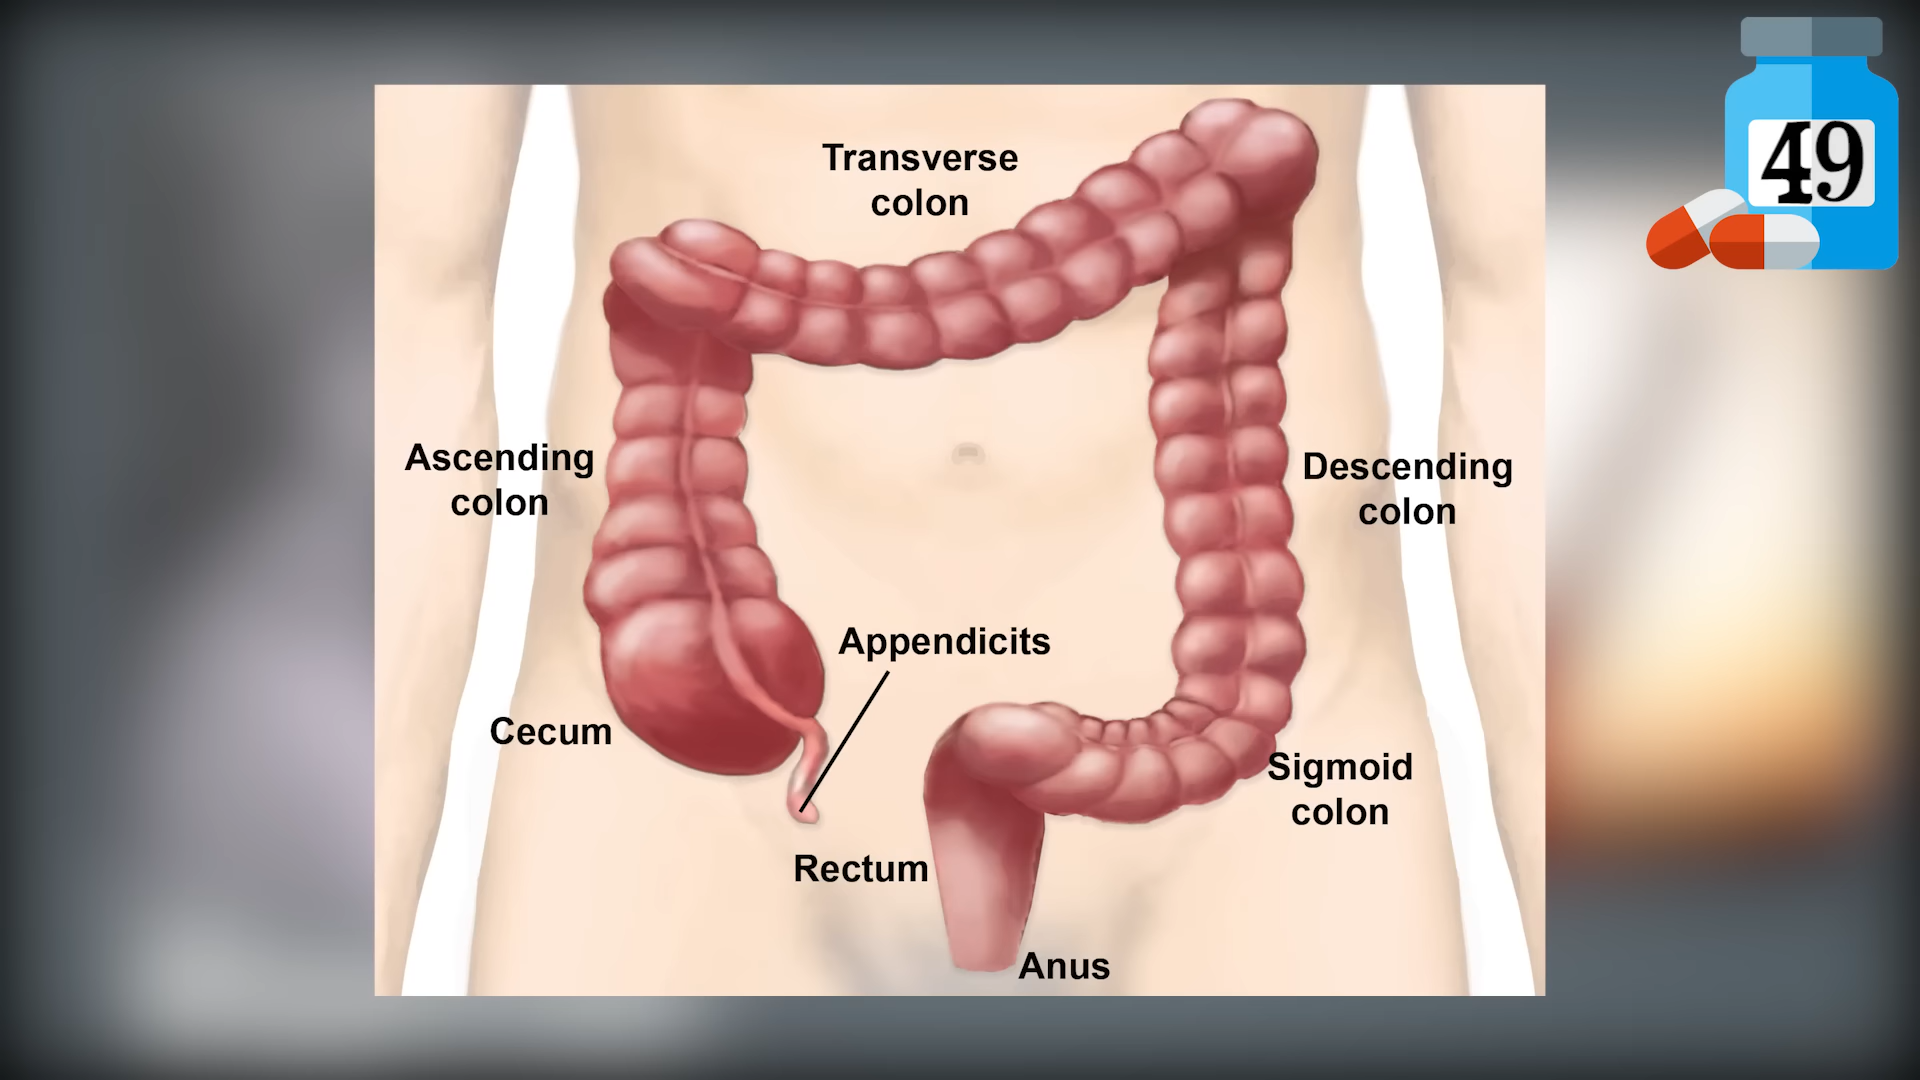 49
Transverse
colon
Ascending
colon
Descending
colon
Appendicits
Cecum
Sigmoid
colon
Rectum
Anus